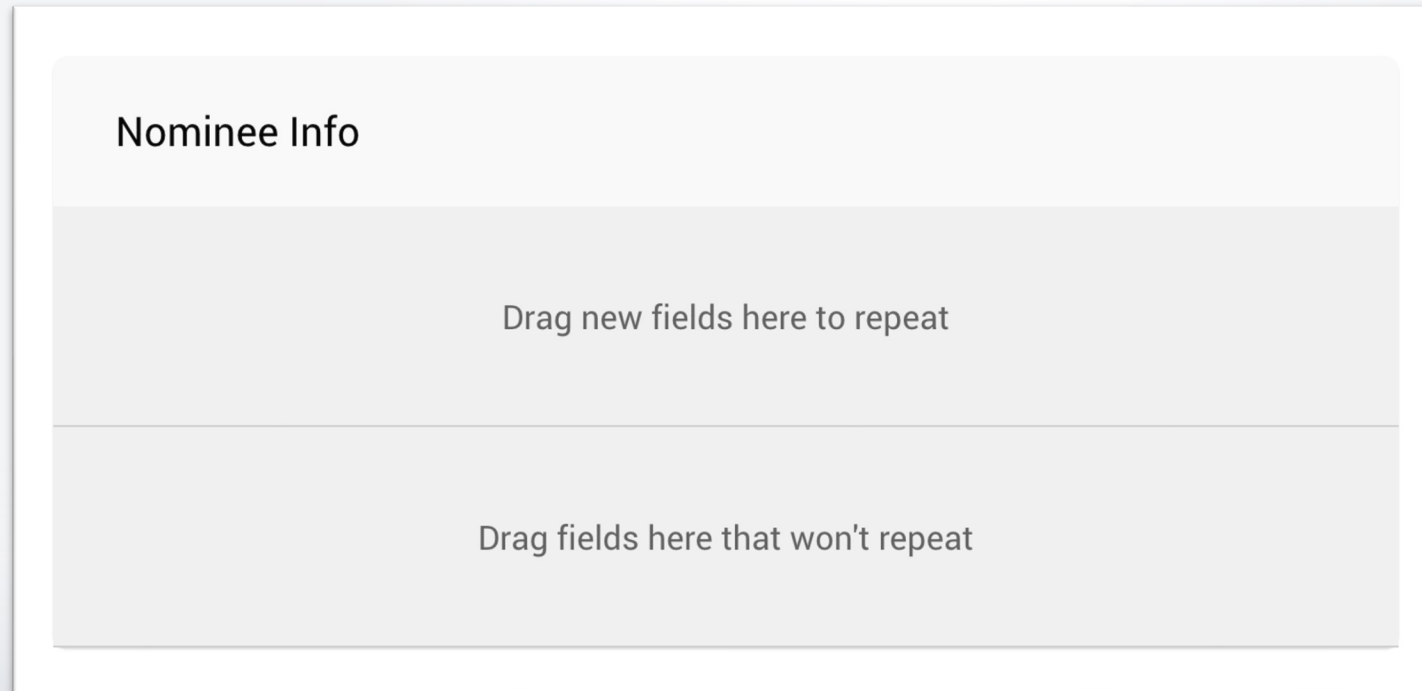 Nominee Info
Drag new fields here to repeat
Drag fields here that won't repeat